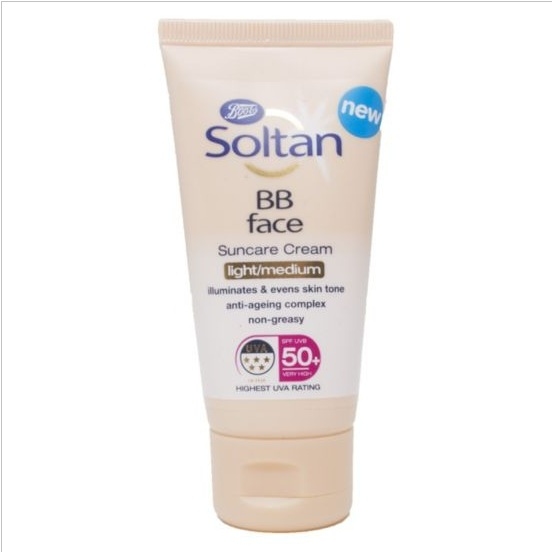 Boots
new
Soltan
BB
face
Suncare Cream
light/medium
illuminates & evens skin tone
anti-ageing complex
non-greasy
UVA
SPF UVB
50+
VERY HIGH
HIGHEST UVA RATING